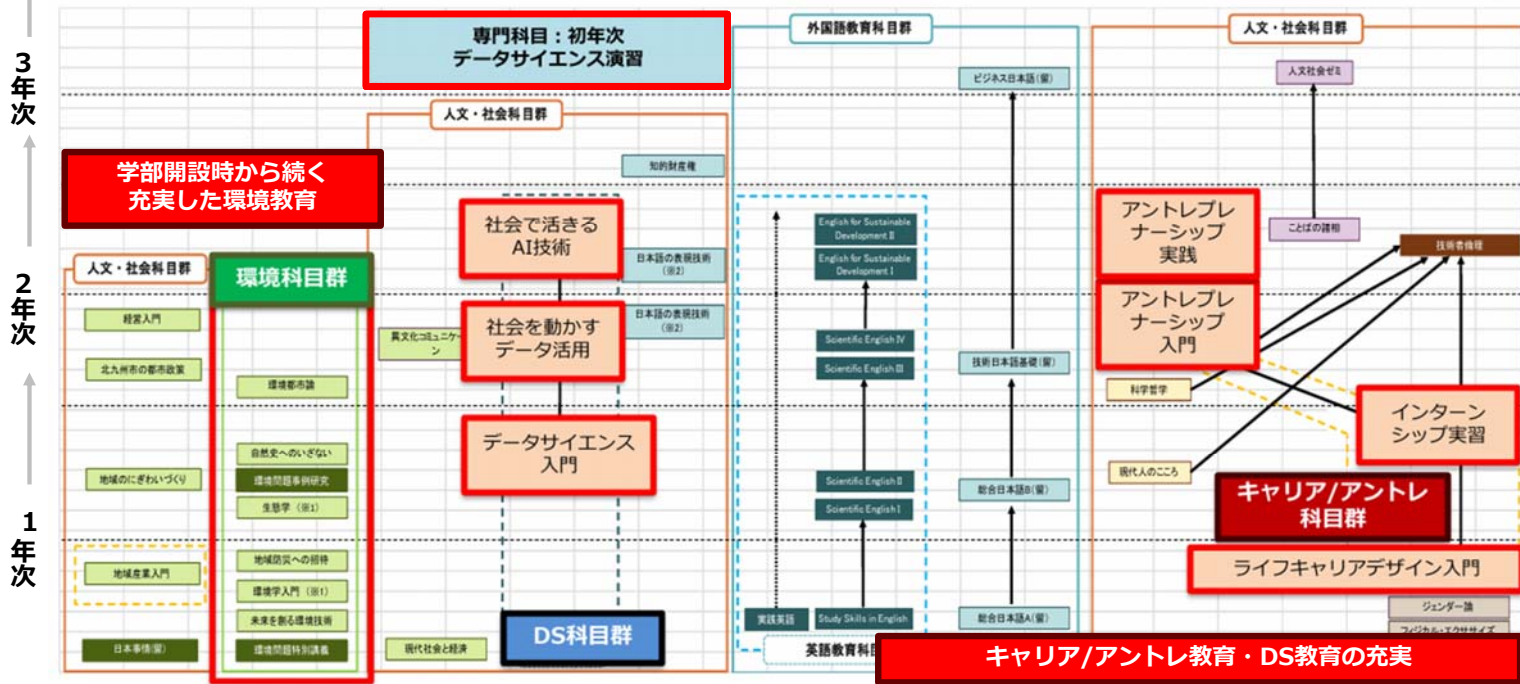 専門科目：初年次
データサイエンス演習
外国語教育科目群
人文・社会科目群
3年次
2年次
1年次
人文・社会科目群
ビジネス日本語(留)
人文社会ゼミ
学部開設時から続く
充実した環境教育
知的財産権
社会で活きる
AI技術
English for Sustainable
Development II
English for Sustainable
Development I
アントレプレ
ナーシップ
実践
ことばの諸相
技術者倫理
人文・社会科目群
環境科目群
日本語の表現技術
(※2)
経営入門
社会を動かす
データ活用
日本語の表現技術
(※2)
異文化コミュニケー
ン
Scientific English IV
Scientific English III
技術日本語基礎(留)
アントレプレ
ナーシップ
入門
北九州市の都市政策
環境都市論
科学哲学
インターン
シップ実習
データサイエンス
入門
自然史へのいざない
地域のにぎわいづくり
環境問題事例研究
生態学 (※1)
Scientific English II
Scientific English I
総合日本語B(留)
現代人のこころ
キャリア/アントレ
科目群
地域産業入門
地域防災への招待
環境学入門 (※1)
未来を創る環境技術
ライフキャリアデザイン入門
DS科目群
実践英語
Study Skills in English
総合日本語A(留)
ジェンダー論
フィジカル・エクササイズ
日本事情(留)
環境問題特別講義
現代社会と経済
英語教育科目
キャリア/アントレ教育・DS教育の充実